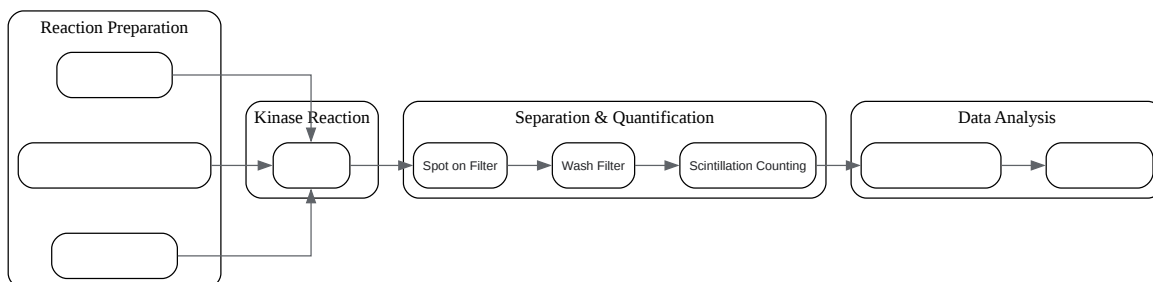 Reaction Preparation
Kinase Reaction
Separation & Quantification
Data Analysis
Spot on Filter
Wash Filter
Scintillation Counting